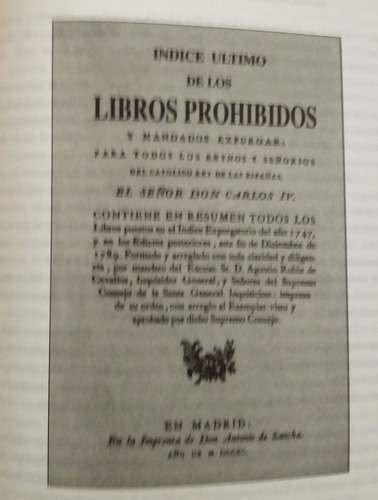 INDICE ULTIMO
DE LOS
LIBROS PROHIBIDOS
Y MANDADOS EXPURGAR:
PARA TODOS LOS REYNOS Y SEÑORIOS
DEL CATOLICO REY DE LAS ESPAÑAS,
EL SEÑOR DON CARLOS IV.
CONTIENE EN RESUMEN TODOS LOS
Libros puestos en el Indice Expurgatorio del año 1747,
y en los Edictos posteriores, asta fin de Diciembre de
1789. Formado y arreglado con toda claridad y diligen-
cia, por mandato del Excmo. Sr. D. Agustin Rubin de
Cevallos, Inquisidor General, y Señores del Supremo
Consejo de la Santa General Inquisicion: impreso
de su orden, con arreglo al Exemplar visto y
aprobado por dicho Supremo Consejo.
EN MADRID:
En la Imprenta de Don Antonio de Sancha.
AÑO DE M. DCCXC.